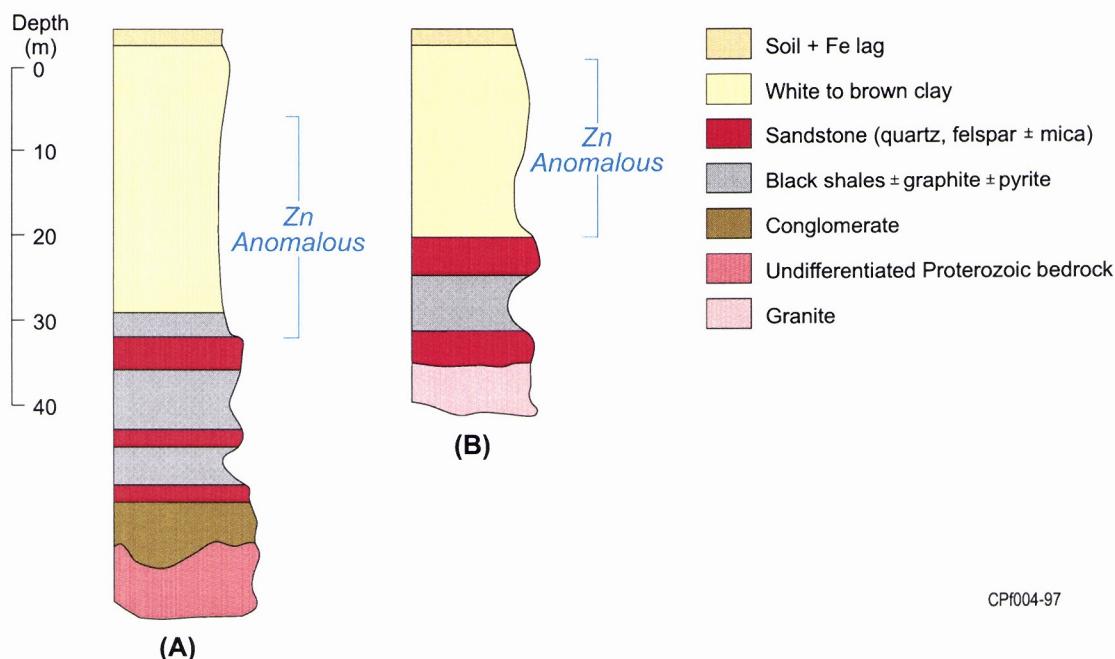 Depth
(m)
0
10
20
30
40
Zn
Anomalous
(A)
Zn
Anomalous
(B)
Soil + Fe lag
White to brown clay
Sandstone (quartz, felspar ± mica)
Black shales ± graphite ± pyrite
Conglomerate
Undifferentiated Proterozoic bedrock
Granite
CPf004-97